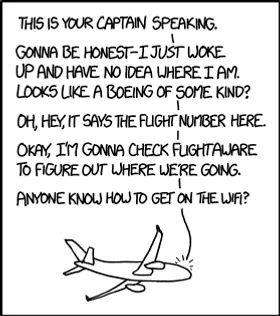 THIS IS YOUR CAPTAIN SPEAKING.
GONNA BE HONEST–I JUST WOKE
UP AND HAVE NO IDEA WHERE I AM.
LOOKS LIKE A BOEING OF SOME KIND?
OH, HEY, IT SAYS THE FLIGHT NUMBER HERE.
OKAY, I'M GONNA CHECK FLIGHTAWARE
TO FIGURE OUT WHERE WE'RE GOING.
ANYONE KNOW HOW TO GET ON THE WIFI?